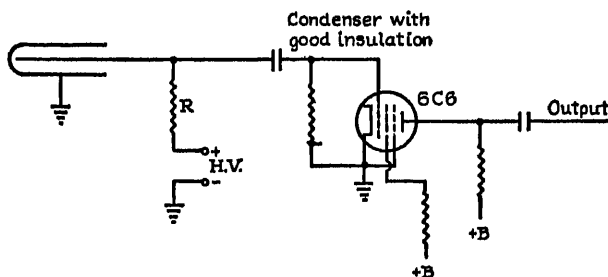 Condenser with
good insulation
6C6
Output
R
+
H.V.
-
+B
+B